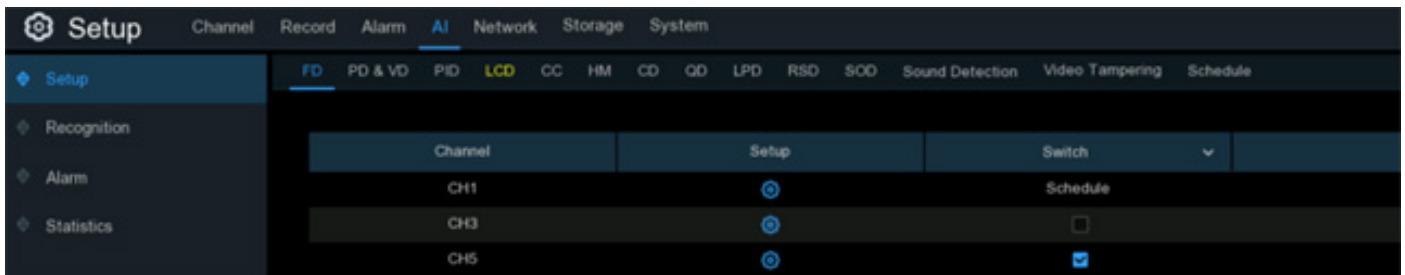 Setup Channel Record Alarm AI Network Storage System
Setup FD PD & VD PID LCD CC HM CD QD LPD RSD SOD Sound Detection Video Tampering Schedule
Recognition
Channel Setup Switch
Alarm
CH1 Schedule
Statistics
CH3
CH5